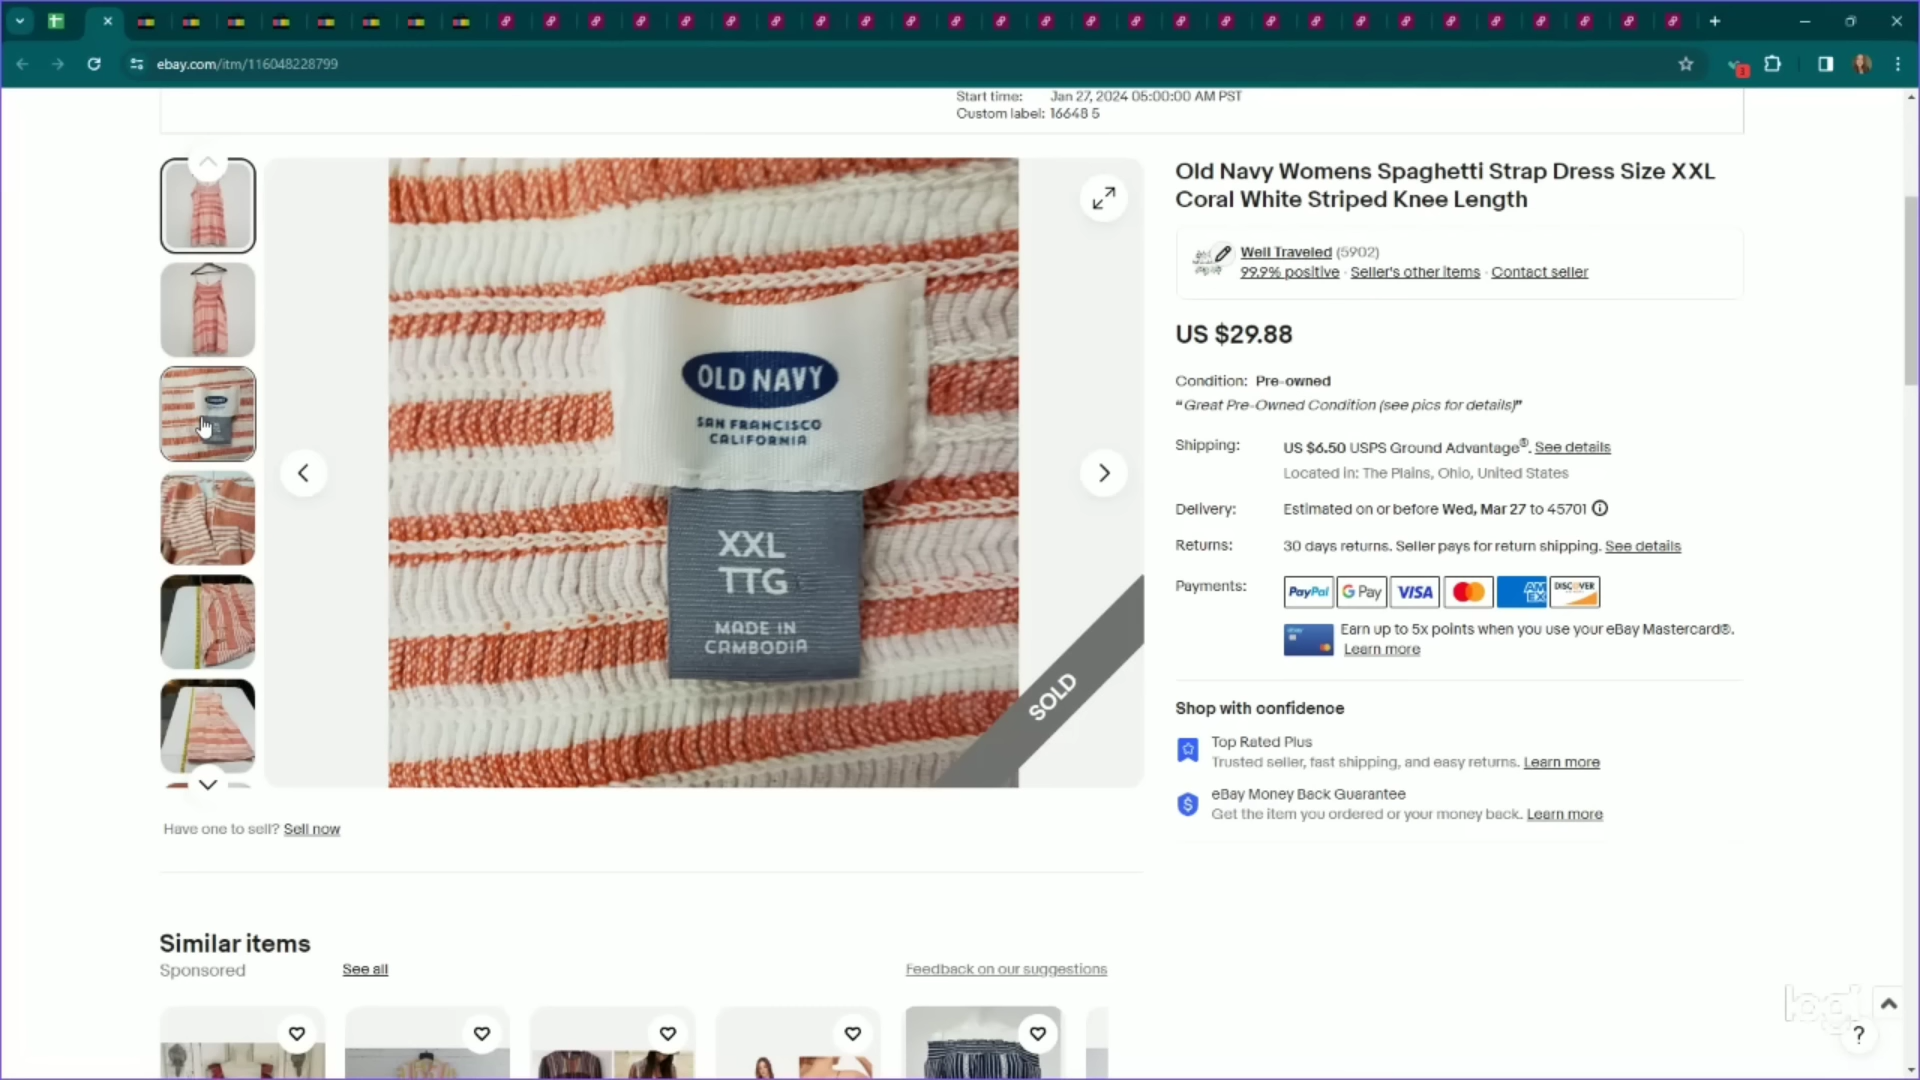 ebay.com/itm/116048228799
Start time: Jan 27, 2024 05:00:00 AM PST
Custom label: 16648 5
OLD NAVY
SAN FRANCISCO
CALIFORNIA
XXL
TTG
MADE IN
CAMBODIA
SOLD
Old Navy Womens Spaghetti Strap Dress Size XXL
Coral White Striped Knee Length
Well Traveled (5902)
99.9% positive · Seller's other items · Contact seller
US $29.88
Condition: Pre-owned
“Great Pre-Owned Condition (see pics for details)”
Shipping: US $6.50 USPS Ground Advantage®. See details
Located in: The Plains, Ohio, United States
Delivery: Estimated on or before Wed, Mar 27 to 45701
Returns: 30 days returns. Seller pays for return shipping. See details
Payments: PayPal G Pay VISA AM EX DISCOVER
Earn up to 5x points when you use your eBay Mastercard®.
Learn more
Shop with confidence
Top Rated Plus
Trusted seller, fast shipping, and easy returns. Learn more
eBay Money Back Guarantee
Get the item you ordered or your money back. Learn more
Have one to sell? Sell now
Similar items
Sponsored See all Feedback on our suggestions
logi
?